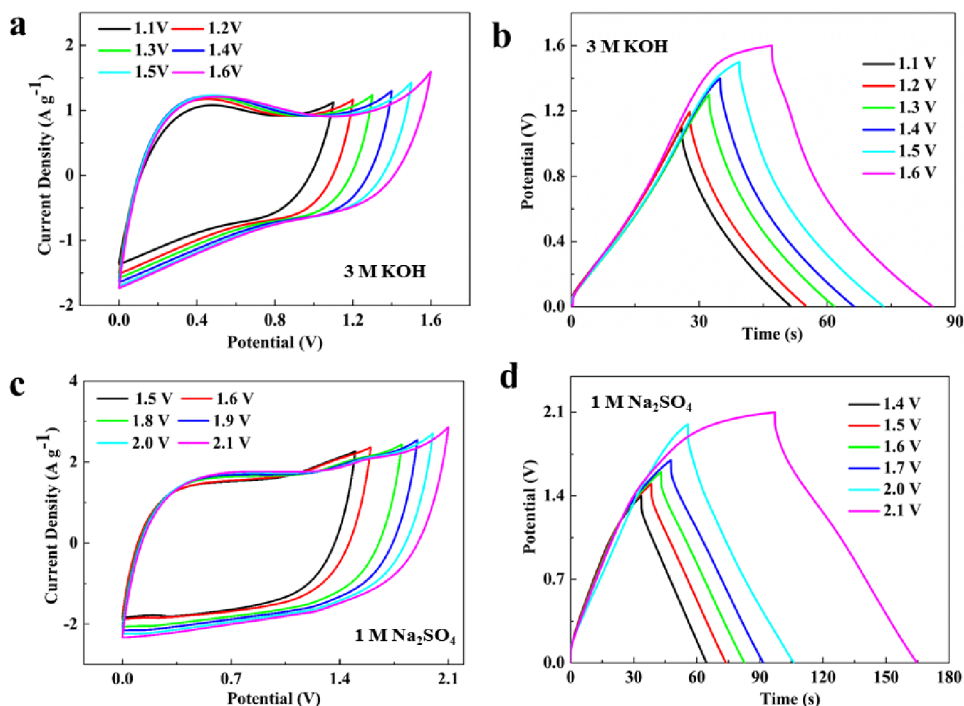 a
1.1V 1.2V
1.3V 1.4V
1.5V 1.6V
Current Density (A g⁻¹)
2
1
0
-1
-2
3 M KOH
0.0 0.4 0.8 1.2 1.6
Potential (V)
b
3 M KOH
1.1 V
1.2 V
1.3 V
1.4 V
1.5 V
1.6 V
Potential (V)
1.6
1.2
0.8
0.4
0.0
0 30 60 90
Time (s)
c
1.5 V 1.6 V
1.8 V 1.9 V
2.0 V 2.1 V
Current Density (A g⁻¹)
4
2
0
-2
1 M Na₂SO₄
0.0 0.7 1.4 2.1
Potential (V)
d
1 M Na₂SO₄
1.4 V
1.5 V
1.6 V
1.7 V
2.0 V
2.1 V
Potential (V)
2.1
1.4
0.7
0.0
0 30 60 90 120 150 180
Time (s)